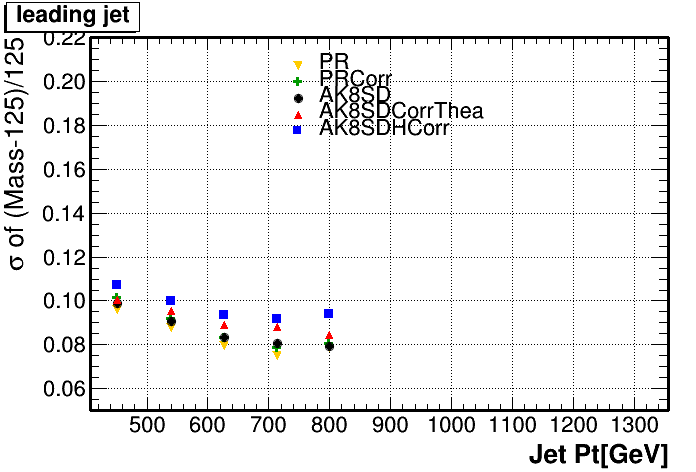 leading jet
σ of (Mass-125)/125
0.22
0.20
0.18
0.16
0.14
0.12
0.10
0.08
0.06
PR
PRCorr
AK8SD
AK8SDCorrThea
AK8SDHCorr
500 600 700 800 900 1000 1100 1200 1300
Jet Pt[GeV]